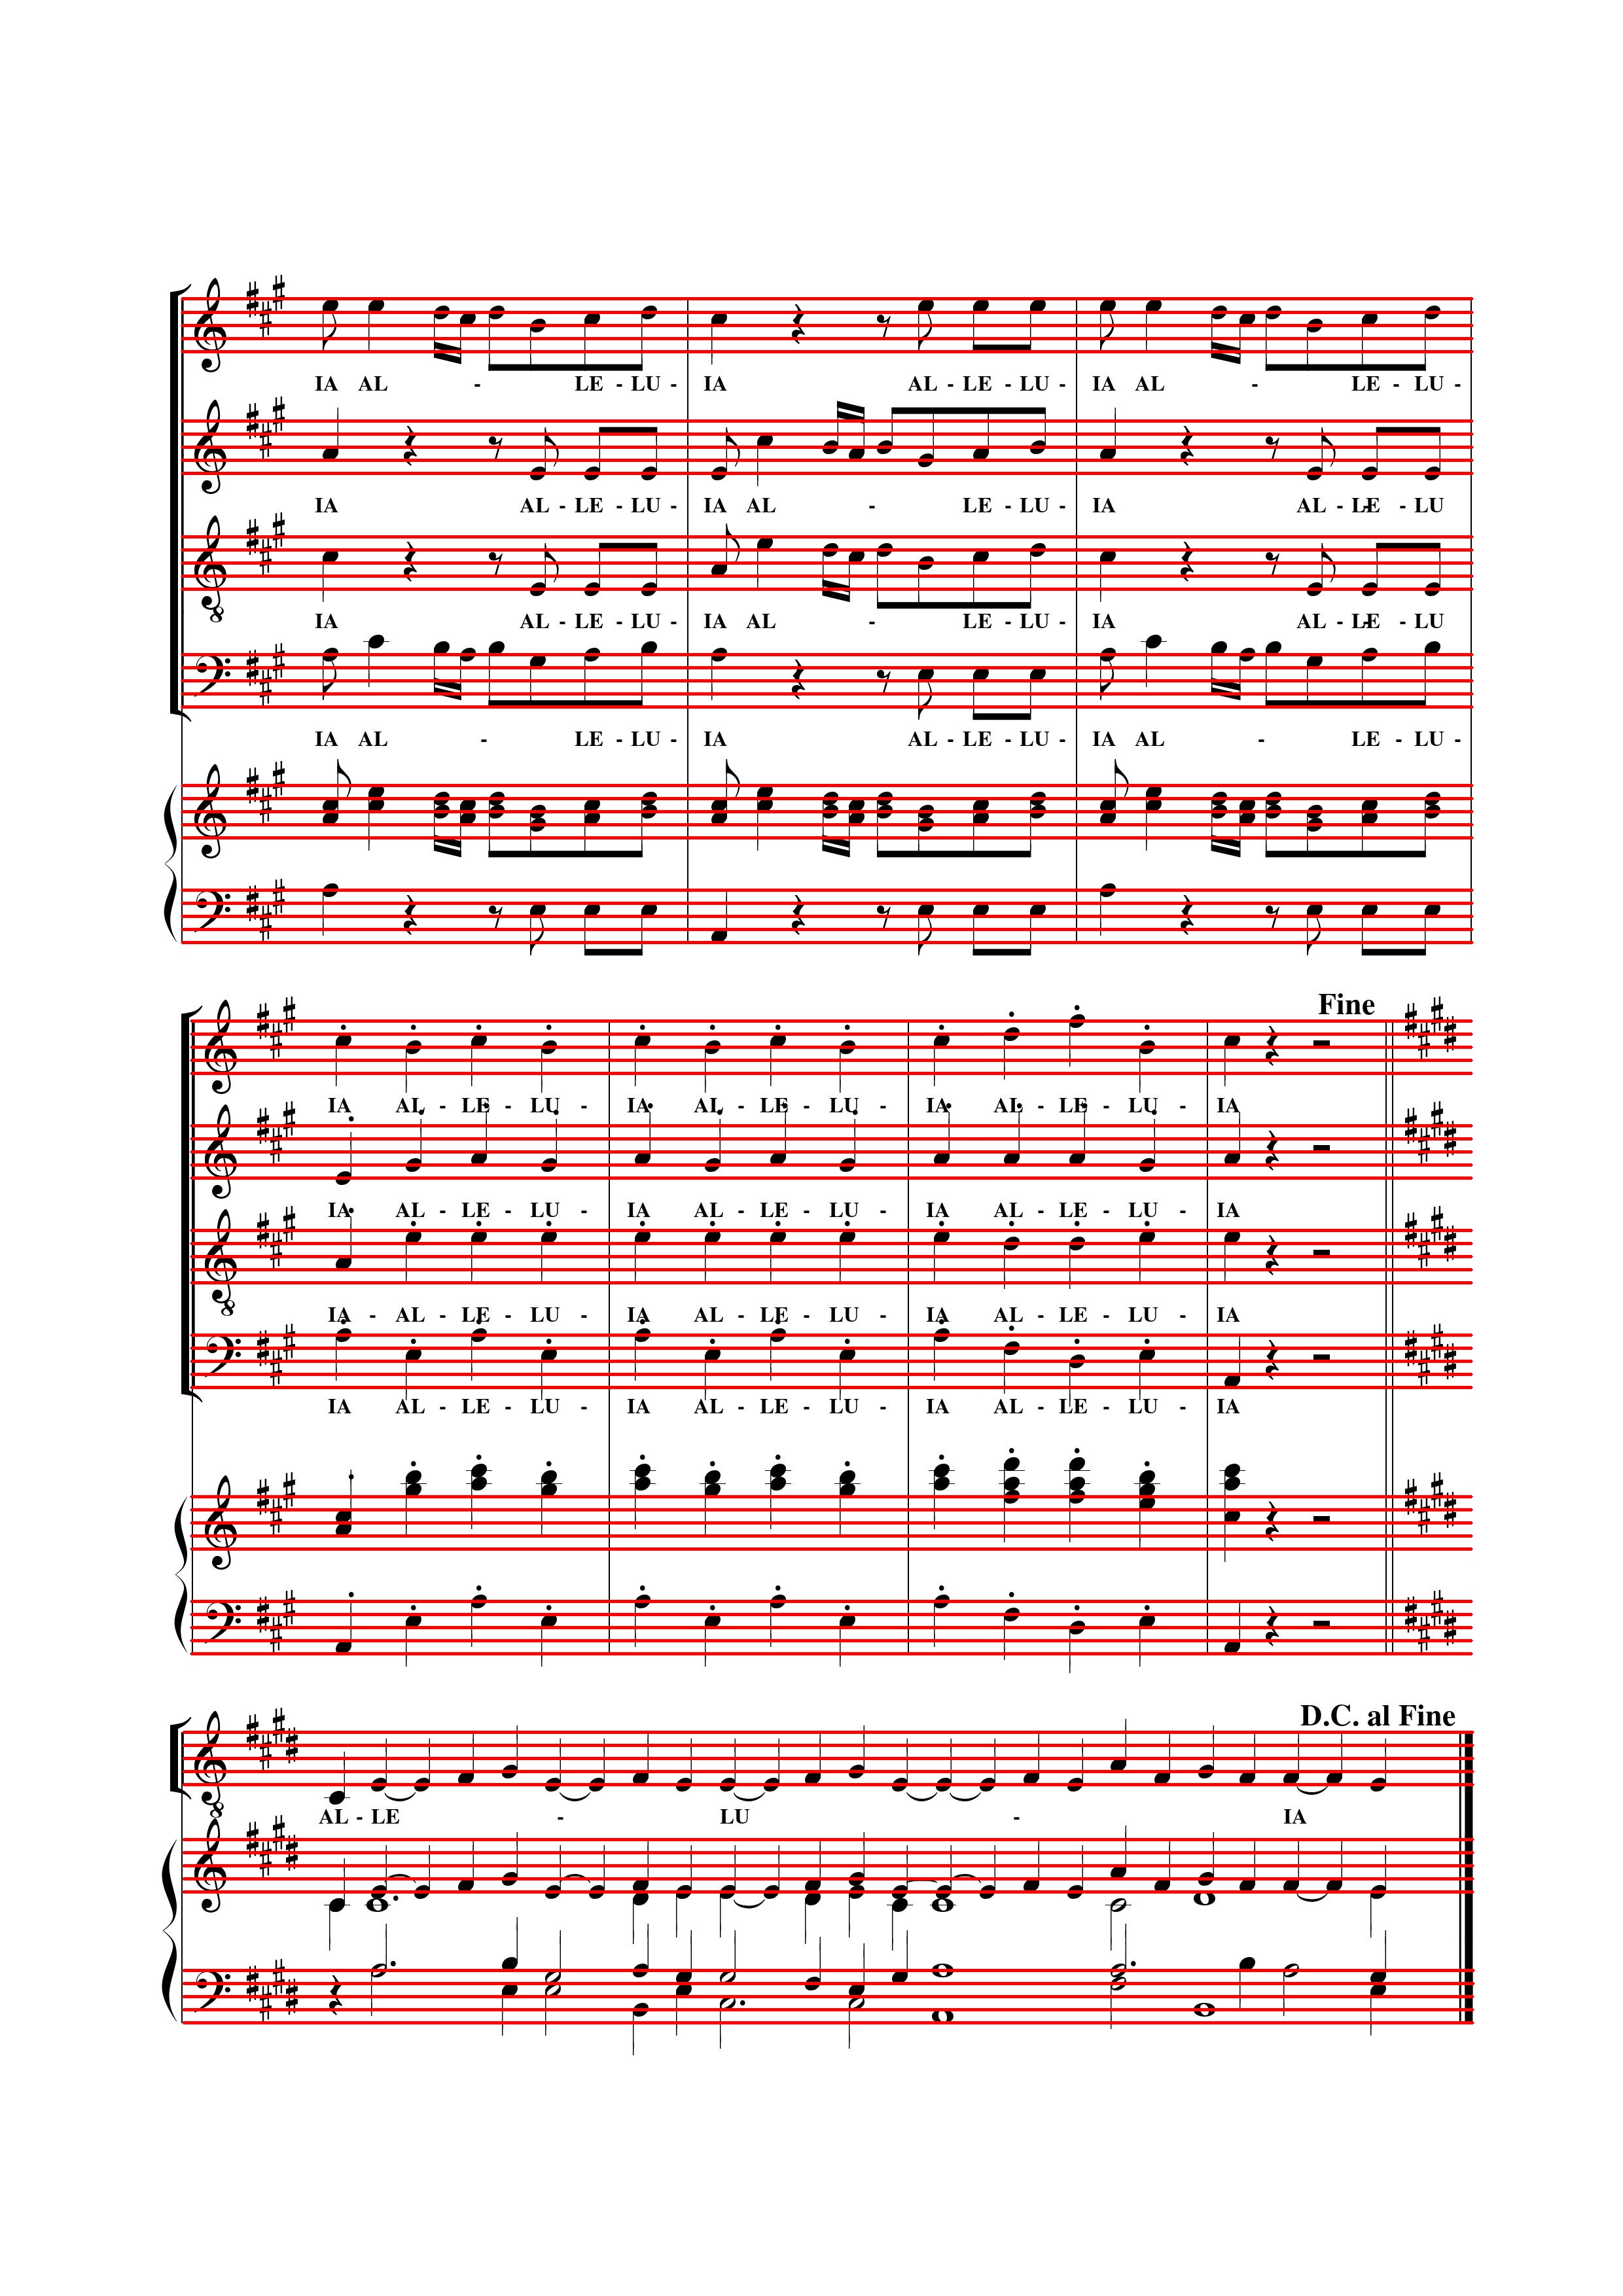 IA AL - LE - LU - IA AL - LE - LU - IA AL - LE - LU -
IA AL - LE - LU - IA AL - LE - LU - IA AL - LE - LU
IA AL - LE - LU - IA AL - LE - LU - IA AL - LE - LU
IA AL - LE - LU - IA AL - LE - LU - IA AL - LE - LU -
Fine
IA AL - LE - LU - IA AL - LE - LU - IA AL - LE - LU - IA
IA AL - LE - LU - IA AL - LE - LU - IA AL - LE - LU - IA
IA - AL - LE - LU - IA AL - LE - LU - IA AL - LE - LU - IA
IA AL - LE - LU - IA AL - LE - LU - IA AL - LE - LU - IA
D.C. al Fine
AL - LE - LU - IA